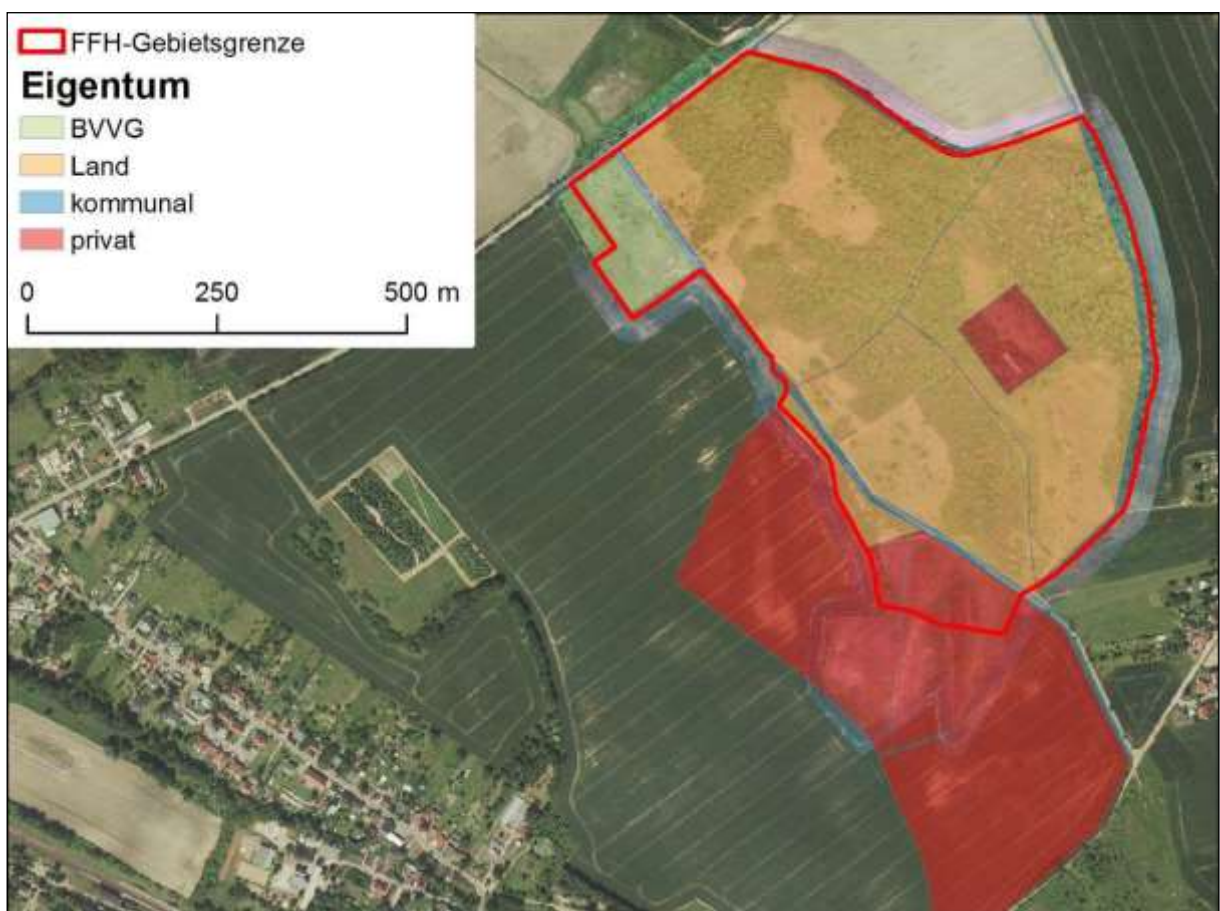 FFH-Gebietsgrenze
Eigentum
BVVG
Land
kommunal
privat
0 250 500 m